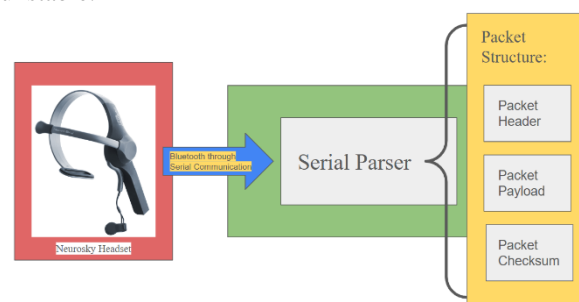 Neurosky Headset
Bluetooth through
Serial Communication
Serial Parser
Packet
Structure:
Packet
Header
Packet
Payload
Packet
Checksum